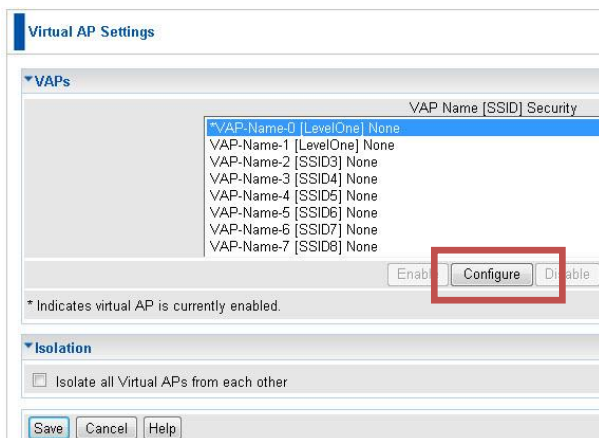 Virtual AP Settings
VAPs
VAP Name [SSID] Security
*VAP-Name-0 [LevelOne] None
VAP-Name-1 [LevelOne] None
VAP-Name-2 [SSID3] None
VAP-Name-3 [SSID4] None
VAP-Name-4 [SSID5] None
VAP-Name-5 [SSID6] None
VAP-Name-6 [SSID7] None
VAP-Name-7 [SSID8] None
Enable Configure Disable
* Indicates virtual AP is currently enabled.
Isolation
Isolate all Virtual APs from each other
Save Cancel Help